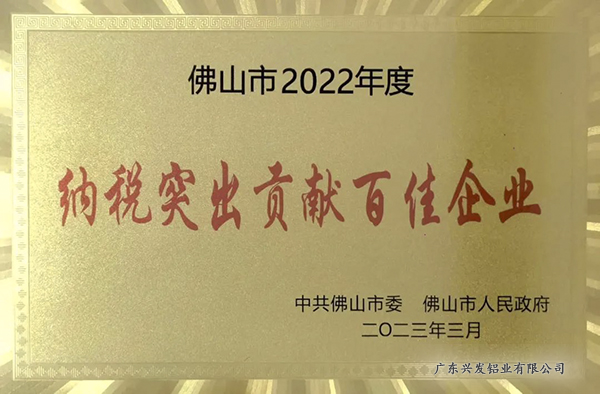 佛山市2022年度
纳税突出贡献百佳企业
中共佛山市委 佛山市人民政府
二〇二三年三月
广东兴发铝业有限公司